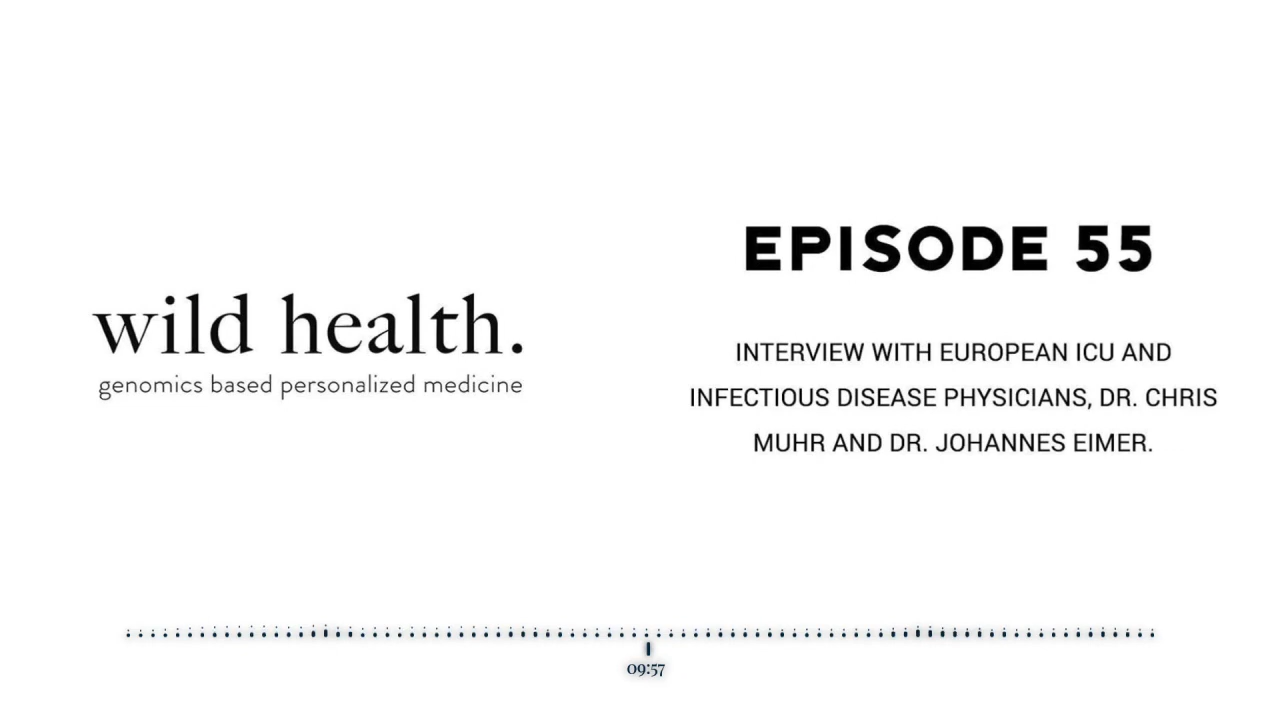 wild health.
genomics based personalized medicine
EPISODE 55
INTERVIEW WITH EUROPEAN ICU AND
INFECTIOUS DISEASE PHYSICIANS, DR. CHRIS
MUHR AND DR. JOHANNES EIMER.
09:57